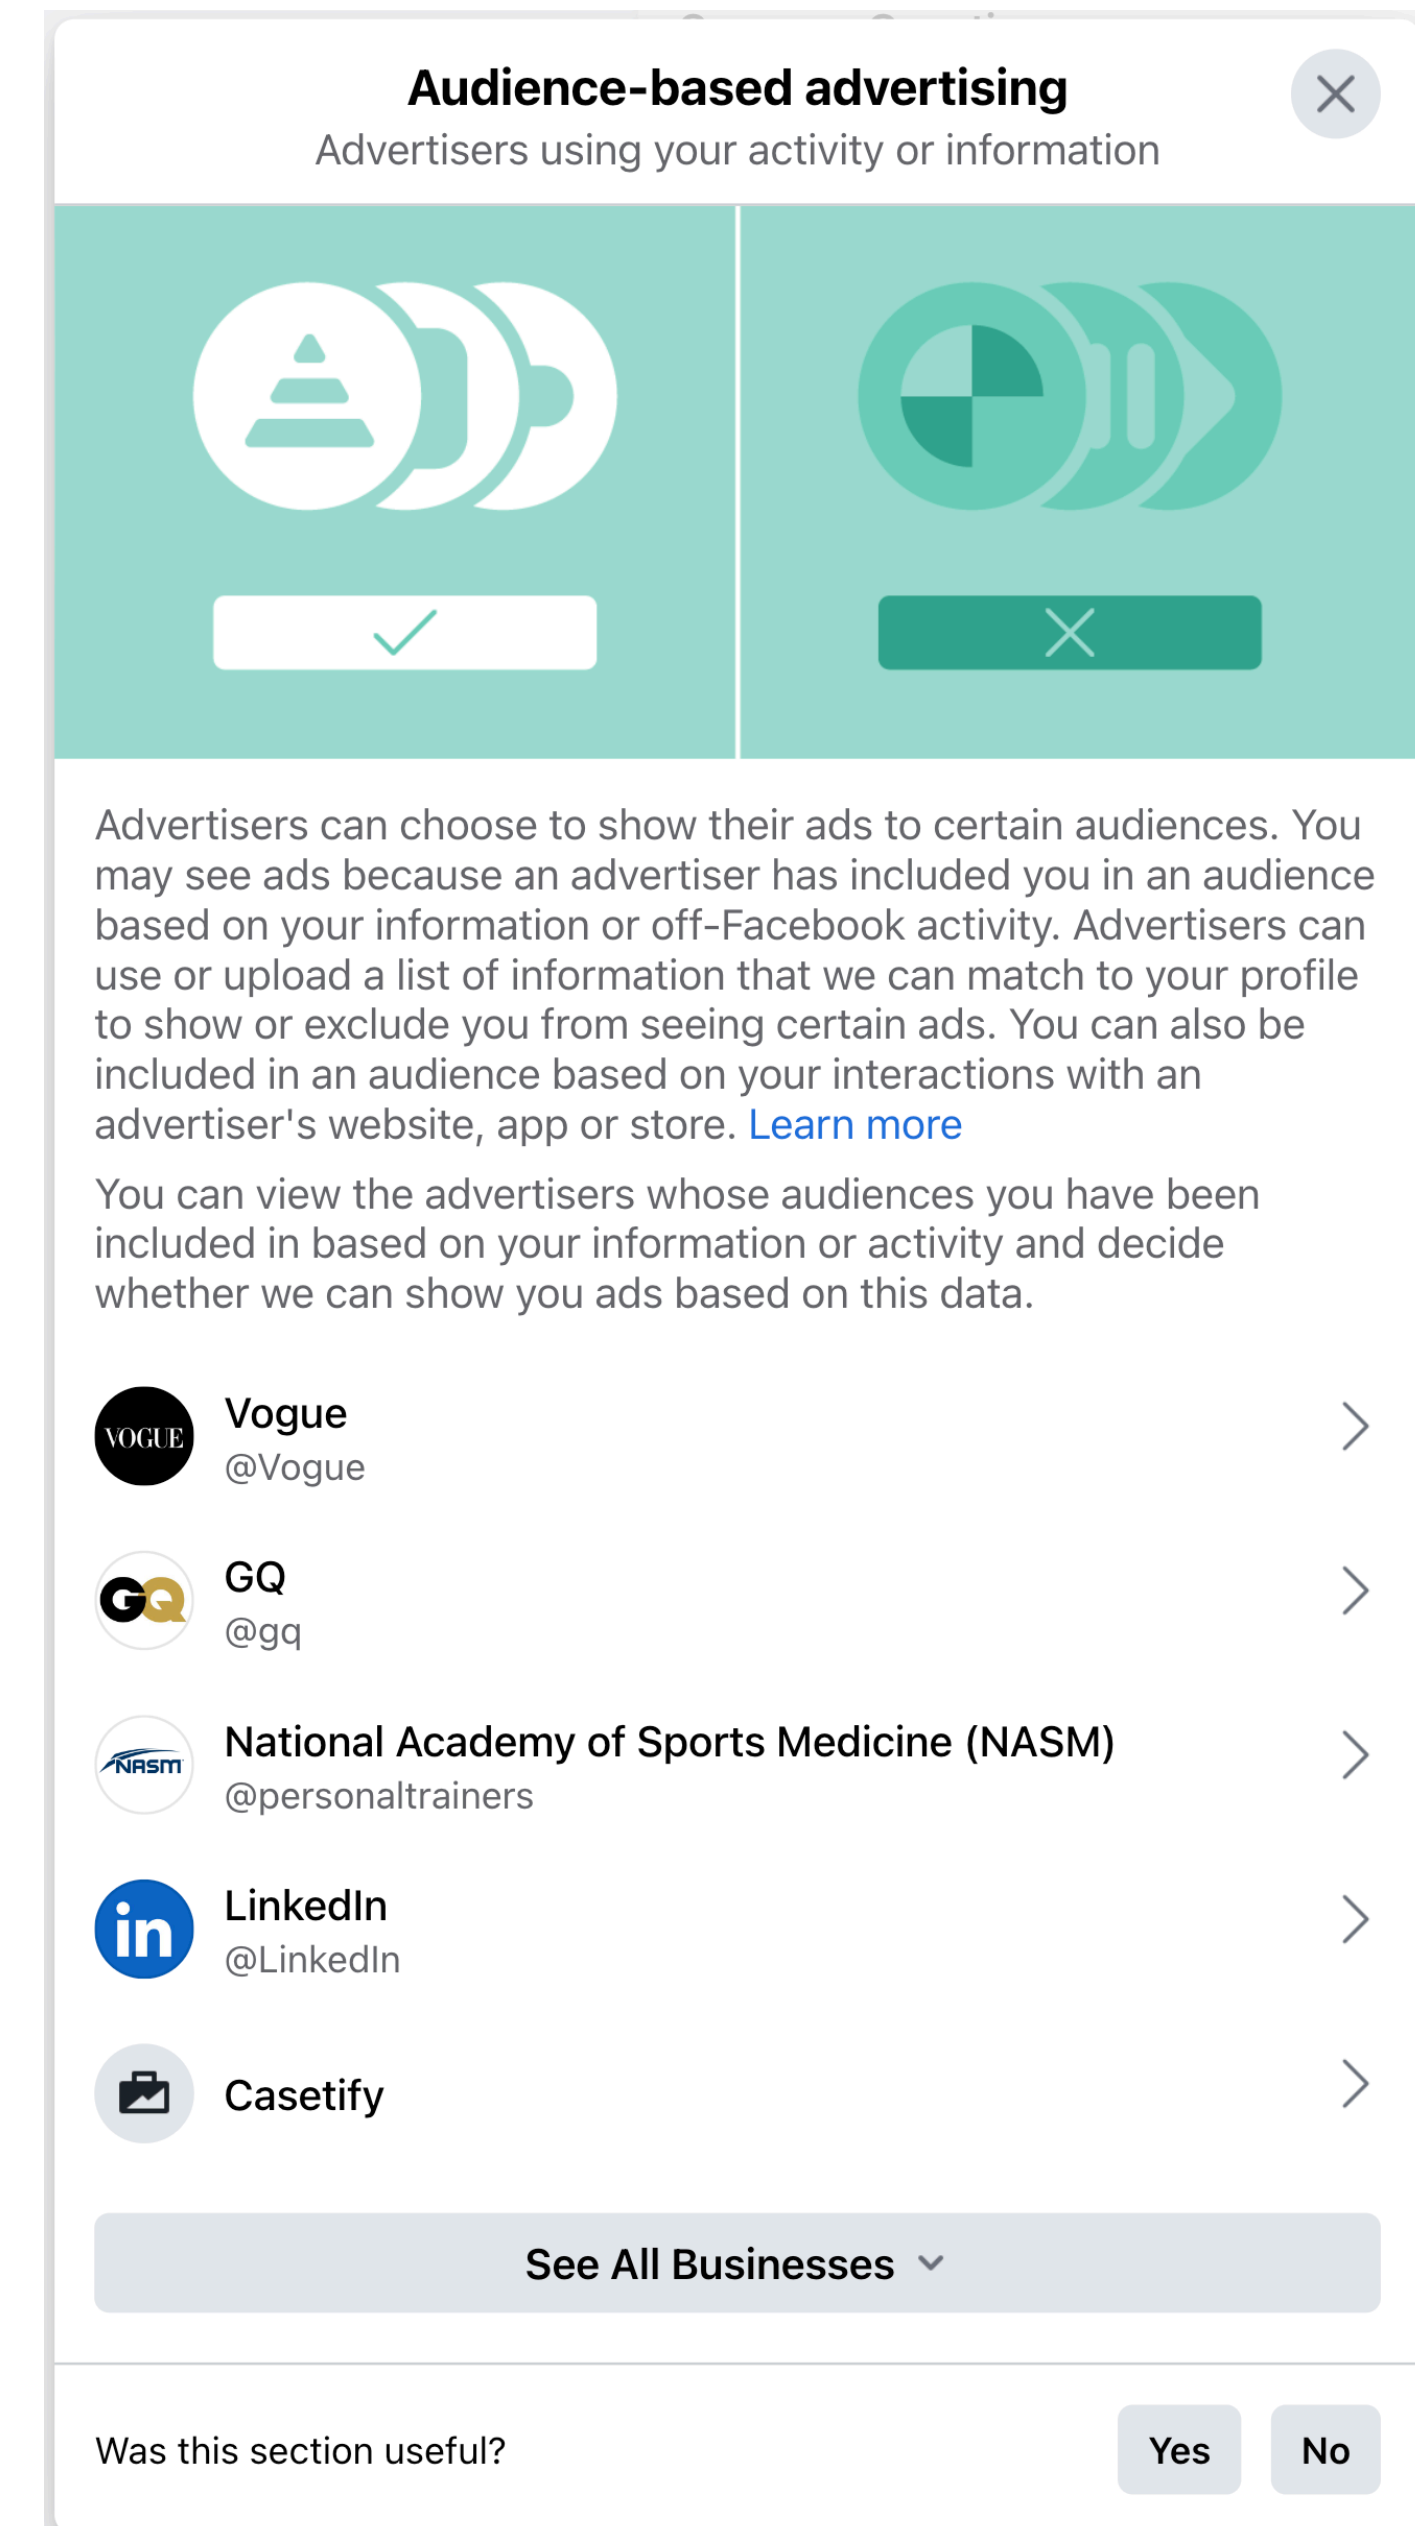 Audience-based advertising
Advertisers using your activity or information
Advertisers can choose to show their ads to certain audiences. You
may see ads because an advertiser has included you in an audience
based on your information or off-Facebook activity. Advertisers can
use or upload a list of information that we can match to your profile
to show or exclude you from seeing certain ads. You can also be
included in an audience based on your interactions with an
advertiser's website, app or store. Learn more
You can view the advertisers whose audiences you have been
included in based on your information or activity and decide
whether we can show you ads based on this data.
VOGUE
Vogue
@Vogue
GQ
GQ
@gq
NASM
National Academy of Sports Medicine (NASM)
@personaltrainers
in
LinkedIn
@LinkedIn
Casetify
See All Businesses
Was this section useful?
Yes
No